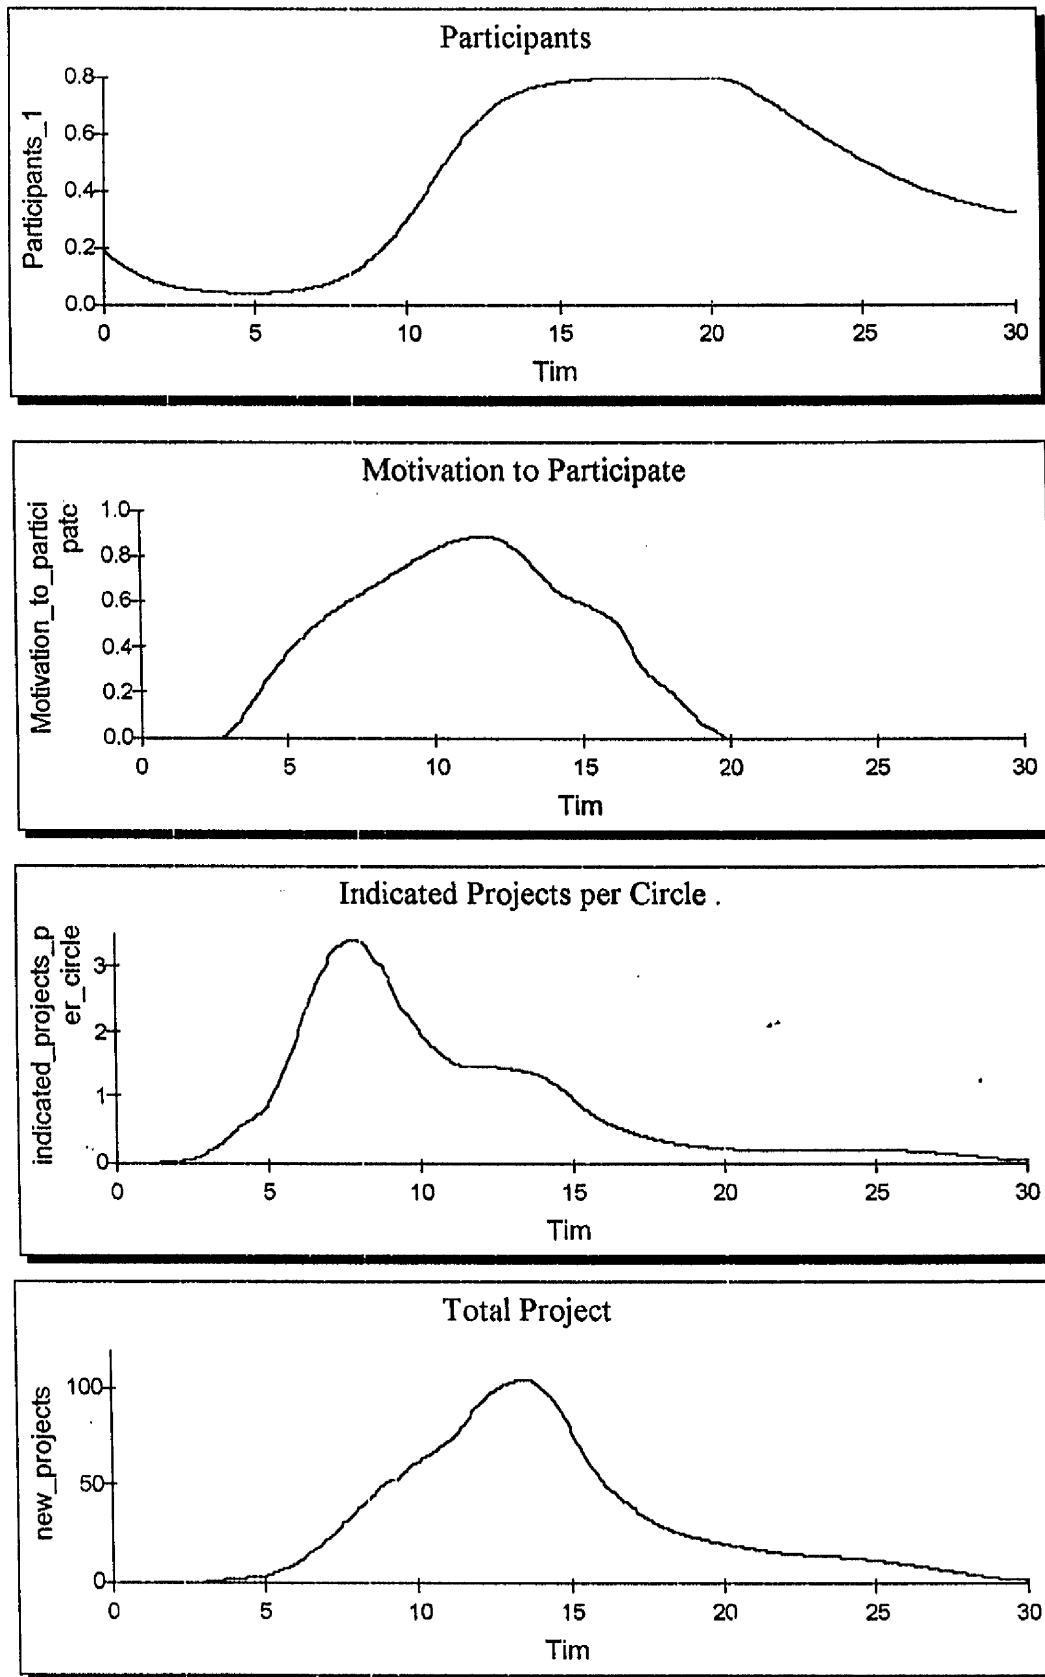 Participants
Participants_1
0.8
0.6
0.4
0.2
0.0
0 5 10 15 20 25 30
Tim
Motivation to Participate
Motivation_to_partici
pate
1.0
0.8
0.6
0.4
0.2
0.0
0 5 10 15 20 25 30
Tim
Indicated Projects per Circle
indicated_projects_p
er_circle
3
2
1
0
0 5 10 15 20 25 30
Tim
Total Project
new_projects
100
50
0
0 5 10 15 20 25 30
Tim